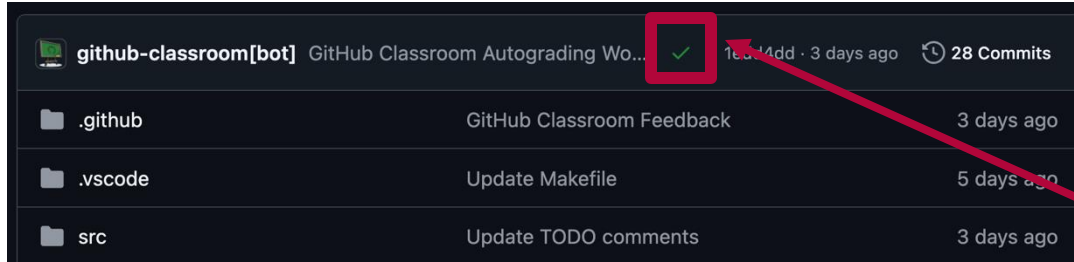 github-classroom[bot] GitHub Classroom Autograding Wo... · 3 days ago 28 Commits
.github GitHub Classroom Feedback 3 days ago
.vscode Update Makefile 5 days ago
src Update TODO comments 3 days ago